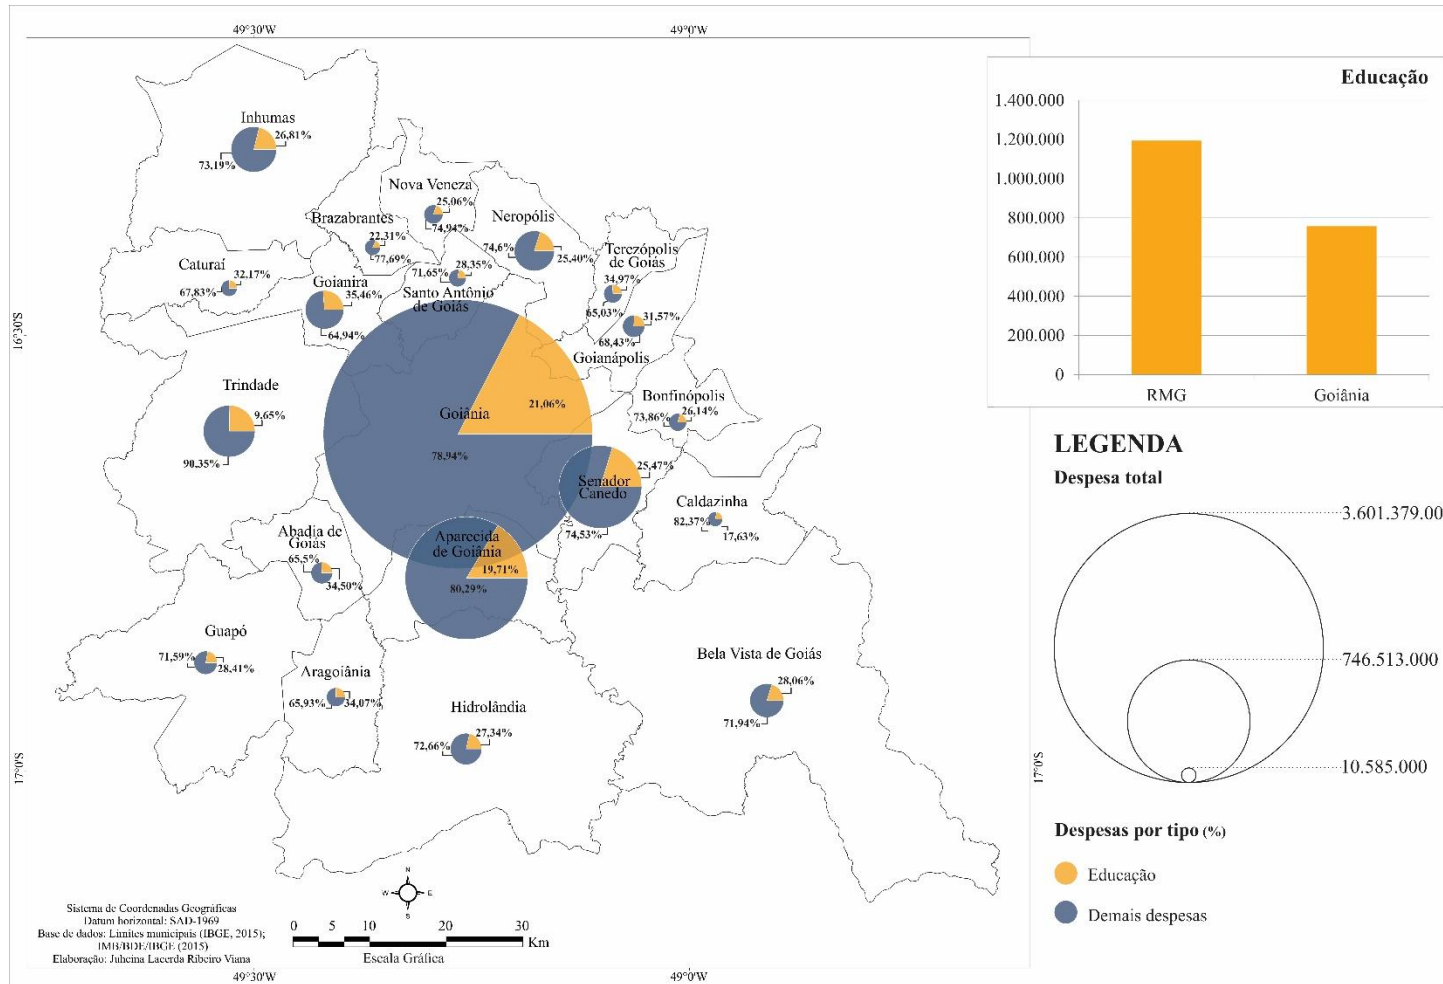 49°30'W
49°0'W
Inhumas
26,81%
73,19%
Nova Veneza
25,06%
74,94%
Brazabrantes
22,31%
77,69%
Neropólis
74,6%
25,40%
Terezópolis
de Goiás
34,97%
65,03%
Caturaí
32,17%
67,83%
Goianira
35,46%
64,94%
71,65%
28,35%
Santo Antônio
de Goiás
31,57%
68,43%
Goianápolis
16°30'S
Trindade
9,65%
90,35%
Goiânia
21,06%
78,94%
Bonfinópolis
73,86%
26,14%
Senador
Canedo
25,47%
74,53%
Caldazinha
82,37%
17,63%
Abadia de
Goiás
65,5%
34,50%
Aparecida
de Goiânia
19,71%
80,29%
Guapó
71,59%
28,41%
Aragoiânia
65,93%
34,07%
Hidrolândia
27,34%
72,66%
Bela Vista de Goiás
28,06%
71,94%
17°0'S
17°0'S
N
W
E
S
Sistema de Coordenadas Geográficas
Datum horizontal: SAD-1969
Base de dados: Limites municipais (IBGE, 2015);
IMB/BDE/IBGE (2015)
Elaboração: Juheina Lacerda Ribeiro Viana
0 5 10 20 30
Km
Escala Gráfica
49°30'W
49°0'W
Educação
1.400.000
1.200.000
1.000.000
800.000
600.000
400.000
200.000
0
RMG
Goiânia
LEGENDA
Despesa total
3.601.379.00
746.513.000
10.585.000
Despesas por tipo (%)
Educação
Demais despesas